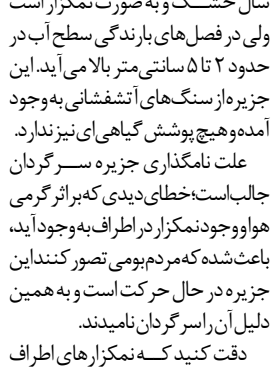 سال خشک و به صورت نمکزار است
ولی در فصل‌های بارندگی سطح آب در
حدود ۲ تا ۵ سانتی‌متر بالا می‌آید. این
جزیره از سنگ‌های آتشفشانی به وجود
آمده و هیچ پوشش گیاهی‌ای نیز ندارد.
علت نامگذاری جزیره سرگردان
جالب است؛ خطای دیدی که بر اثر گرمی
هوا و وجود نمکزار در اطراف به وجود آید،
باعث شده که مردم بومی تصور کنند این
جزیره در حال حرکت است و به همین
دلیل آن را سرگردان نامیدند.
دقت کنید که نمکزارهای اطراف